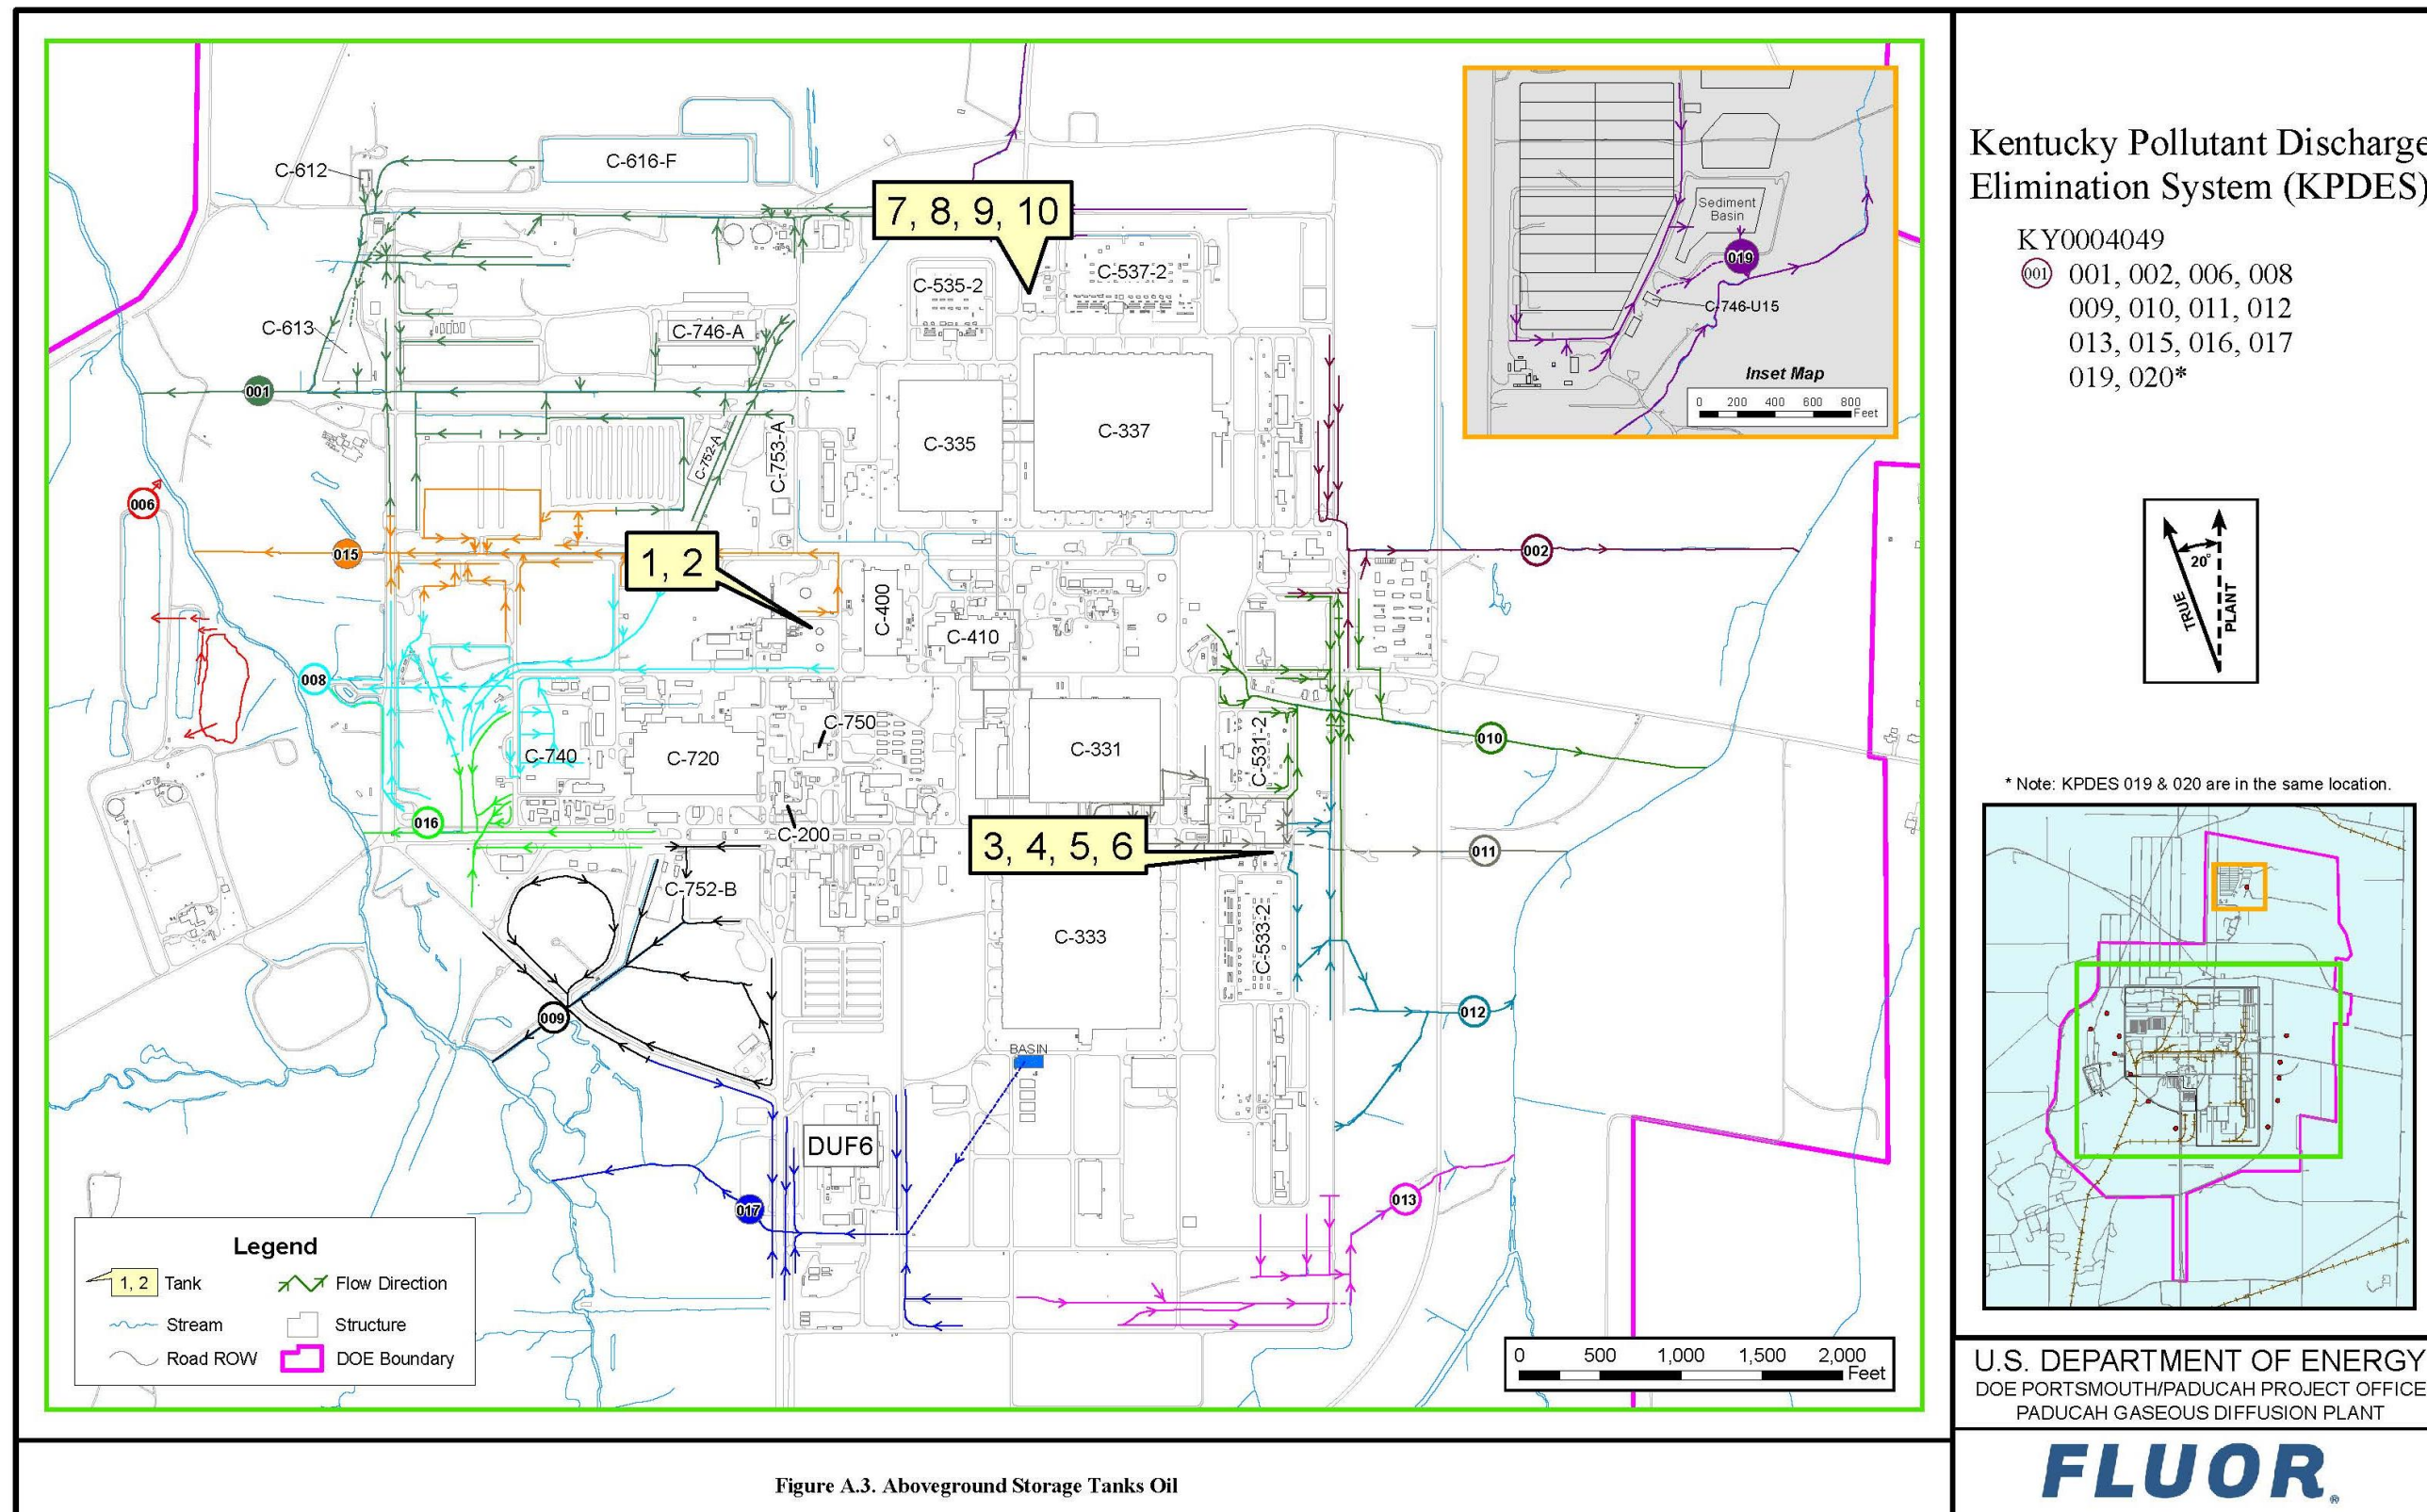 C-612
C-616-F
7, 8, 9, 10
C-535-2
C-537-2
C-613
C-746-A
001
C-335
C-337
C-752-A
C-753-A
006
015
1, 2
002
C-400
C-410
008
C-750
C-740
C-720
C-331
C-531-2
010
016
C-200
3, 4, 5, 6
011
C-752-B
C-333
C-533-2
009
012
BASIN
DUF6
017
013
Sediment
Basin
019
C-746-U15
Inset Map
0 200 400 600 800
Feet
Legend
1, 2 Tank
Flow Direction
Stream
Structure
Road ROW
DOE Boundary
0 500 1,000 1,500 2,000
Feet
Figure A.3. Aboveground Storage Tanks Oil
Kentucky Pollutant Discharge
Elimination System (KPDES)
KY0004049
001 001, 002, 006, 008
009, 010, 011, 012
013, 015, 016, 017
019, 020*
20°
TRUE
PLANT
* Note: KPDES 019 & 020 are in the same location.
U.S. DEPARTMENT OF ENERGY
DOE PORTSMOUTH/PADUCAH PROJECT OFFICE
PADUCAH GASEOUS DIFFUSION PLANT
FLUOR®